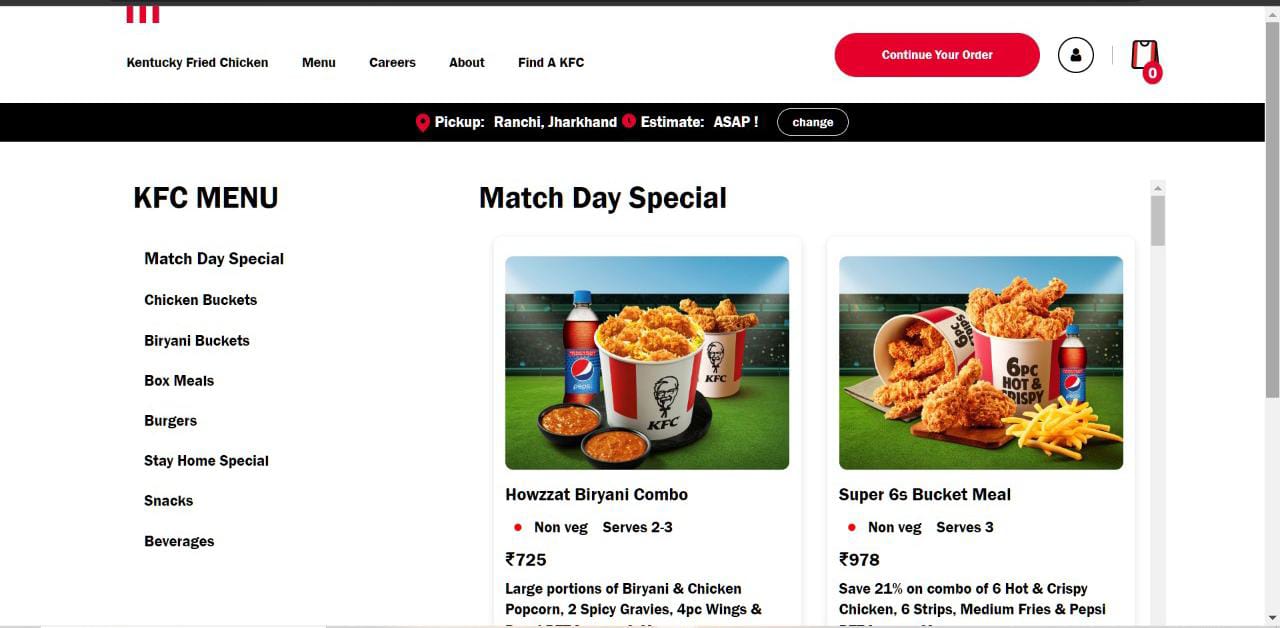 Kentucky Fried Chicken Menu Careers About Find A KFC
Continue Your Order
0
Pickup: Ranchi, Jharkhand Estimate: ASAP ! change
KFC MENU
Match Day Special
Chicken Buckets
Biryani Buckets
Box Meals
Burgers
Stay Home Special
Snacks
Beverages
Match Day Special
pepsi
KFC
KFC
Howzzat Biryani Combo
Non veg Serves 2-3
₹725
Large portions of Biryani & Chicken
Popcorn, 2 Spicy Gravies, 4pc Wings &
6PC
HOT &
CRISPY
Super 6s Bucket Meal
Non veg Serves 3
₹978
Save 21% on combo of 6 Hot & Crispy
Chicken, 6 Strips, Medium Fries & Pepsi